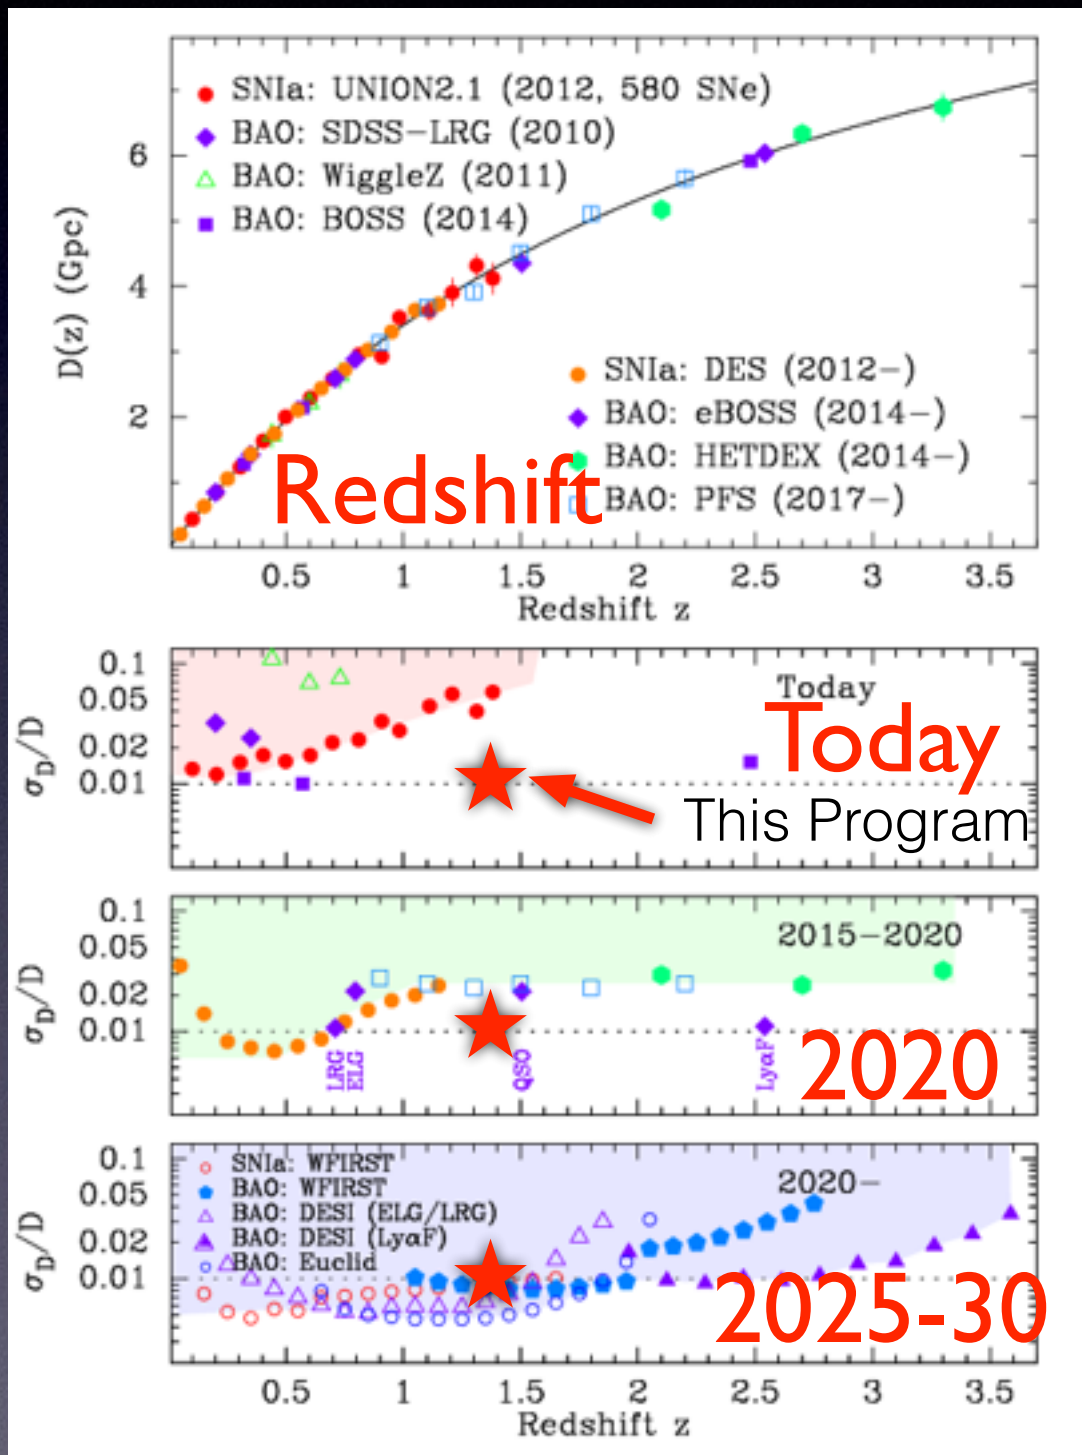 SNIa: UNION2.1 (2012, 580 SNe)
BAO: SDSS-LRG (2010)
BAO: WiggleZ (2011)
BAO: BOSS (2014)
6
4
2
D(z) (Gpc)
SNIa: DES (2012-)
BAO: eBOSS (2014-)
BAO: HETDEX (2014-)
BAO: PFS (2017-)
Redshift
0.5 1 1.5 2 2.5 3 3.5
Redshift z
0.1
0.05
0.02
0.01
σD/D
Today
Today
This Program
0.1
0.05
0.02
0.01
σD/D
2015-2020
LRG
ELG
QSO
LyαF
2020
0.1
0.05
0.02
0.01
σD/D
SNIa: WFIRST
BAO: WFIRST
BAO: DESI (ELG/LRG)
BAO: DESI (LyαF)
BAO: Euclid
2020-
2025-30
0.5 1 1.5 2 2.5 3 3.5
Redshift z